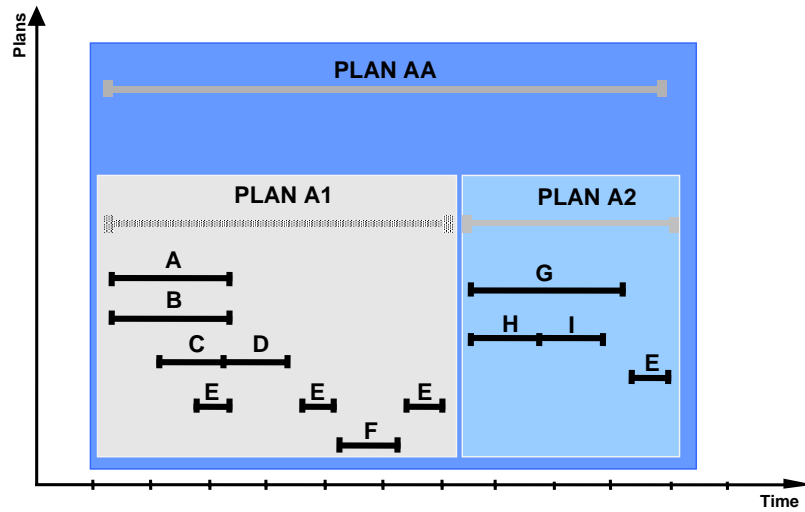 Plans
PLAN AA
PLAN A1
PLAN A2
A
G
B
H I
C D
E
E E E
F
Time